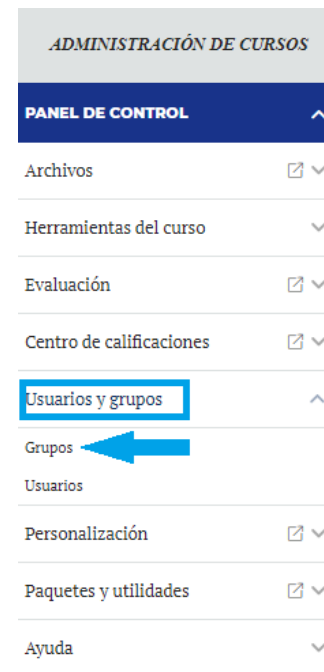 ADMINISTRACIÓN DE CURSOS
PANEL DE CONTROL
Archivos
Herramientas del curso
Evaluación
Centro de calificaciones
Usuarios y grupos
Grupos
Usuarios
Personalización
Paquetes y utilidades
Ayuda